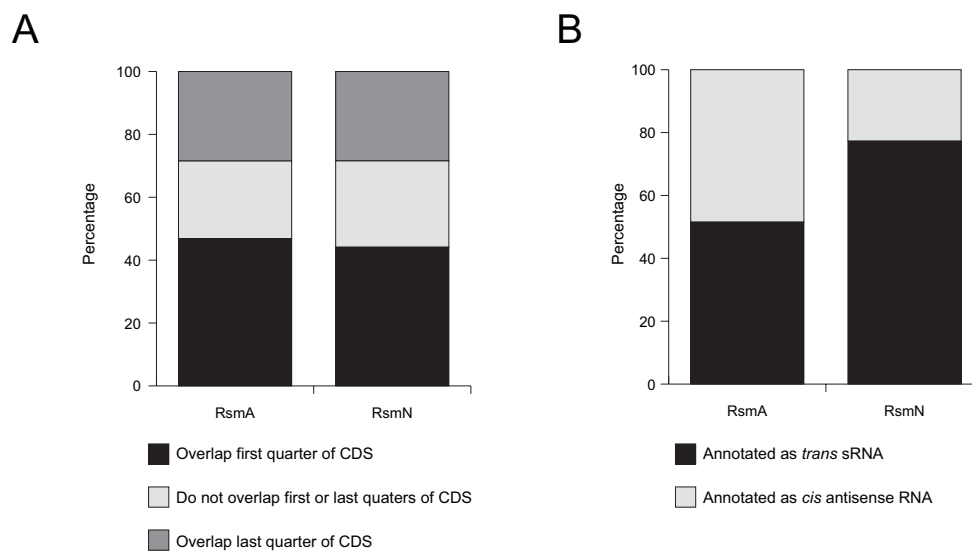 A
100
80
60
40
20
0
Percentage
RsmA
RsmN
Overlap first quarter of CDS
Do not overlap first or last quaters of CDS
Overlap last quarter of CDS
B
100
80
60
40
20
0
Percentage
RsmA
RsmN
Annotated as trans sRNA
Annotated as cis antisense RNA